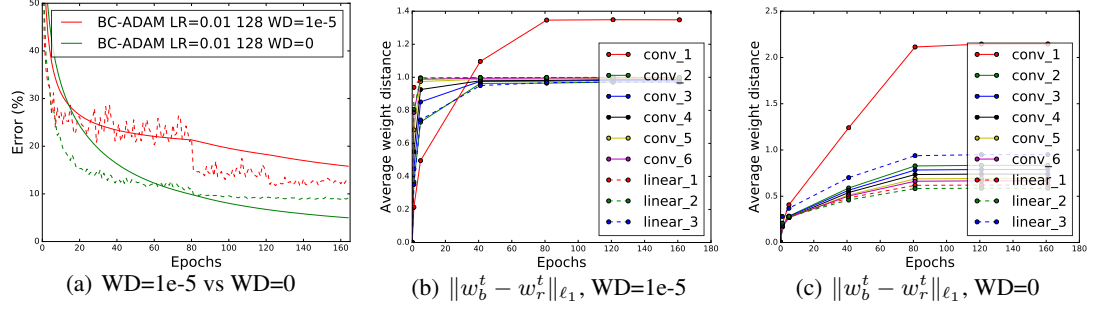 50
40
30
20
10
0
Error (%)
BC-ADAM LR=0.01 128 WD=1e-5
BC-ADAM LR=0.01 128 WD=0
0 20 40 60 80 100 120 140 160
Epochs
(a) WD=1e-5 vs WD=0
1.4
1.2
1.0
0.8
0.6
0.4
0.2
0.0
Average weight distance
conv_1
conv_2
conv_3
conv_4
conv_5
conv_6
linear_1
linear_2
linear_3
0 20 40 60 80 100 120 140 160 180
Epochs
(b) ‖w_b^t − w_r^t‖_{ℓ1}, WD=1e-5
2.5
2.0
1.5
1.0
0.5
0.0
Average weight distance
conv_1
conv_2
conv_3
conv_4
conv_5
conv_6
linear_1
linear_2
linear_3
0 20 40 60 80 100 120 140 160 180
Epochs
(c) ‖w_b^t − w_r^t‖_{ℓ1}, WD=0